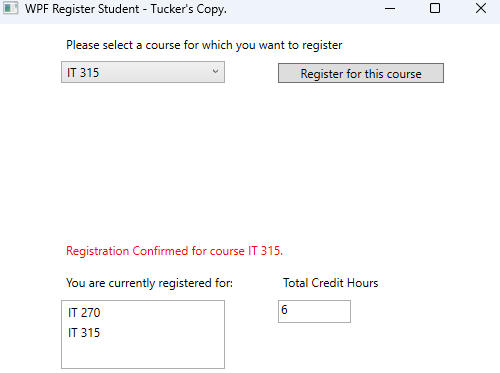 WPF Register Student - Tucker's Copy.
Please select a course for which you want to register
IT 315
Register for this course
Registration Confirmed for course IT 315.
You are currently registered for:
Total Credit Hours
IT 270
IT 315
6